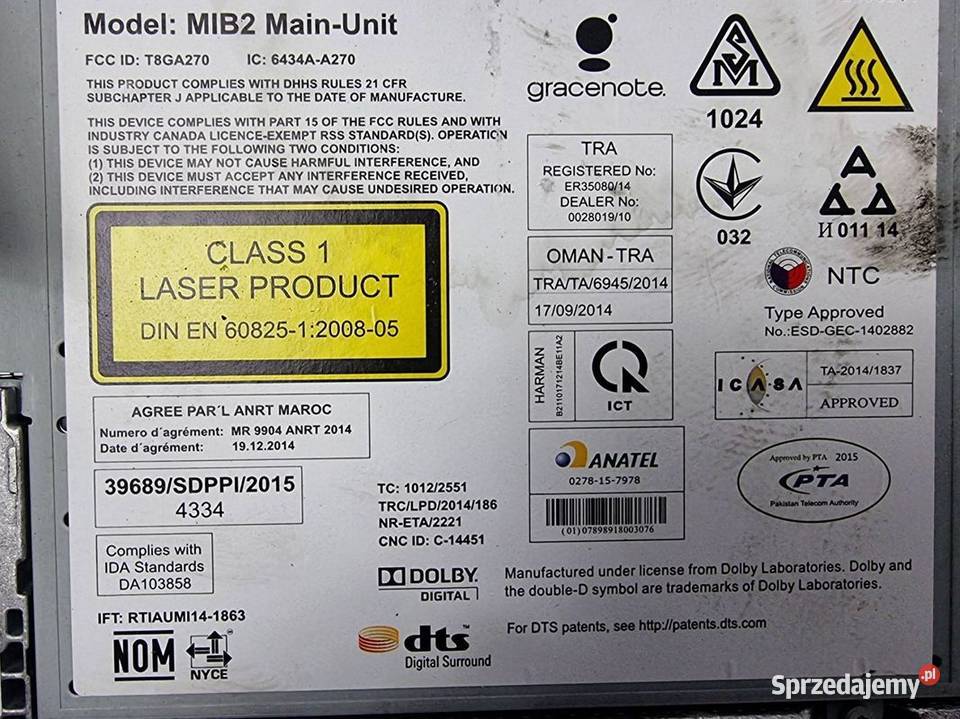 Model: MIB2 Main-Unit
FCC ID: T8GA270 IC: 6434A-A270
THIS PRODUCT COMPLIES WITH DHHS RULES 21 CFR
SUBCHAPTER J APPLICABLE TO THE DATE OF MANUFACTURE.
THIS DEVICE COMPLIES WITH PART 15 OF THE FCC RULES AND WITH
INDUSTRY CANADA LICENCE-EXEMPT RSS STANDARD(S). OPERATION
IS SUBJECT TO THE FOLLOWING TWO CONDITIONS:
(1) THIS DEVICE MAY NOT CAUSE HARMFUL INTERFERENCE, AND
(2) THIS DEVICE MUST ACCEPT ANY INTERFERENCE RECEIVED,
INCLUDING INTERFERENCE THAT MAY CAUSE UNDESIRED OPERATION.
CLASS 1
LASER PRODUCT
DIN EN 60825-1:2008-05
AGREE PAR´L ANRT MAROC
Numero d´agrément: MR 9904 ANRT 2014
Date d´agrément: 19.12.2014
39689/SDPPI/2015
4334
Complies with
IDA Standards
DA103858
IFT: RTIAUMI14-1863
NOM
NYCE
TC: 1012/2551
TRC/LPD/2014/186
NR-ETA/2221
CNC ID: C-14451
DOLBY
DIGITAL
dts
Digital Surround
gracenote.
TRA
REGISTERED No:
ER35080/14
DEALER No:
0028019/10
OMAN-TRA
TRA/TA/6945/2014
17/09/2014
HARMAN
B2110171214BE11A2
ICT
ANATEL
0278-15-7978
(01)07898918003076
1024
032
И 011 14
NTC
Type Approved
No.:ESD-GEC-1402882
ICASA
TA-2014/1837
APPROVED
Approved by PTA 2015
PTA
Pakistan Telecom Authority
Manufactured under license from Dolby Laboratories. Dolby and
the double-D symbol are trademarks of Dolby Laboratories.
For DTS patents, see http://patents.dts.com
Sprzedajemy.pl